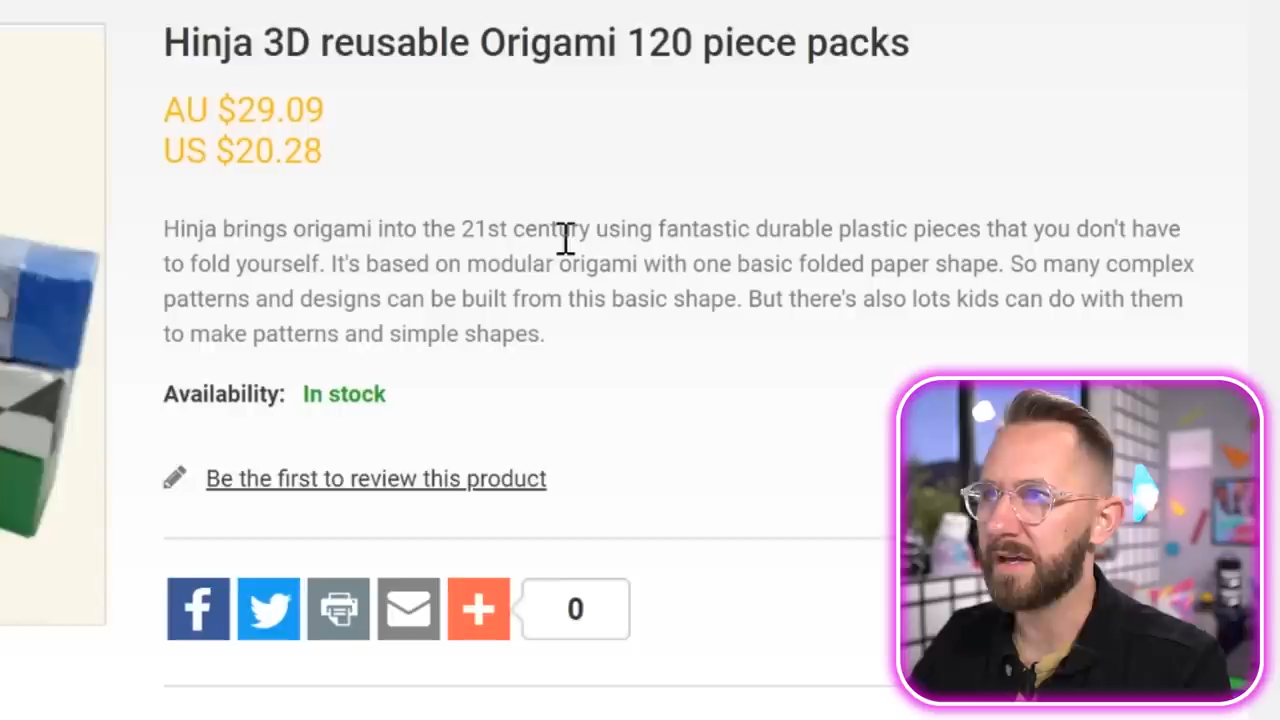 Hinja 3D reusable Origami 120 piece packs
AU $29.09
US $20.28
Hinja brings origami into the 21st century using fantastic durable plastic pieces that you don't have
to fold yourself. It's based on modular origami with one basic folded paper shape. So many complex
patterns and designs can be built from this basic shape. But there's also lots kids can do with them
to make patterns and simple shapes.
Availability: In stock
Be the first to review this product
0